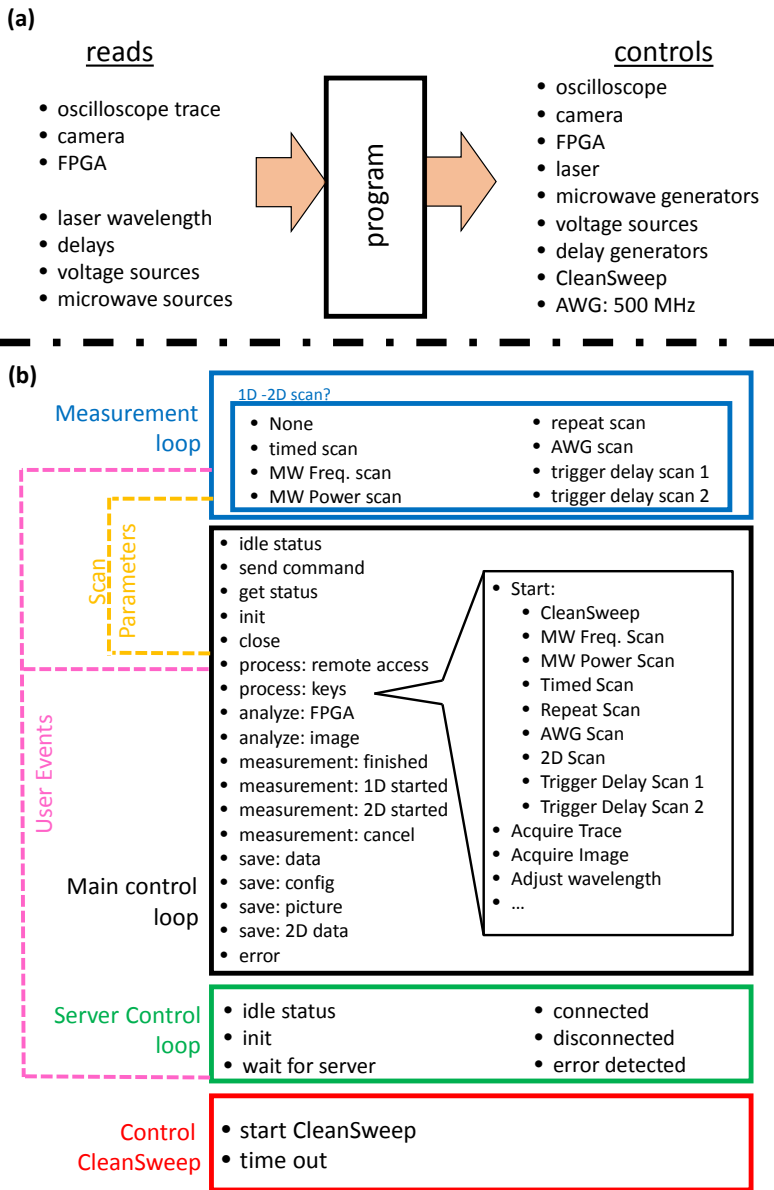 (a)
reads
• oscilloscope trace
• camera
• FPGA
• laser wavelength
• delays
• voltage sources
• microwave sources
program
controls
• oscilloscope
• camera
• FPGA
• laser
• microwave generators
• voltage sources
• delay generators
• CleanSweep
• AWG: 500 MHz
(b)
Measurement
loop
1D -2D scan?
• None
• timed scan
• MW Freq. scan
• MW Power scan
• repeat scan
• AWG scan
• trigger delay scan 1
• trigger delay scan 2
Scan
Parameters
User Events
Main control
loop
• idle status
• send command
• get status
• init
• close
• process: remote access
• process: keys
• analyze: FPGA
• analyze: image
• measurement: finished
• measurement: 1D started
• measurement: 2D started
• measurement: cancel
• save: data
• save: config
• save: picture
• save: 2D data
• error
• Start:
• CleanSweep
• MW Freq. Scan
• MW Power Scan
• Timed Scan
• Repeat Scan
• AWG Scan
• 2D Scan
• Trigger Delay Scan 1
• Trigger Delay Scan 2
• Acquire Trace
• Acquire Image
• Adjust wavelength
• ...
Server Control
loop
• idle status
• init
• wait for server
• connected
• disconnected
• error detected
Control
CleanSweep
• start CleanSweep
• time out